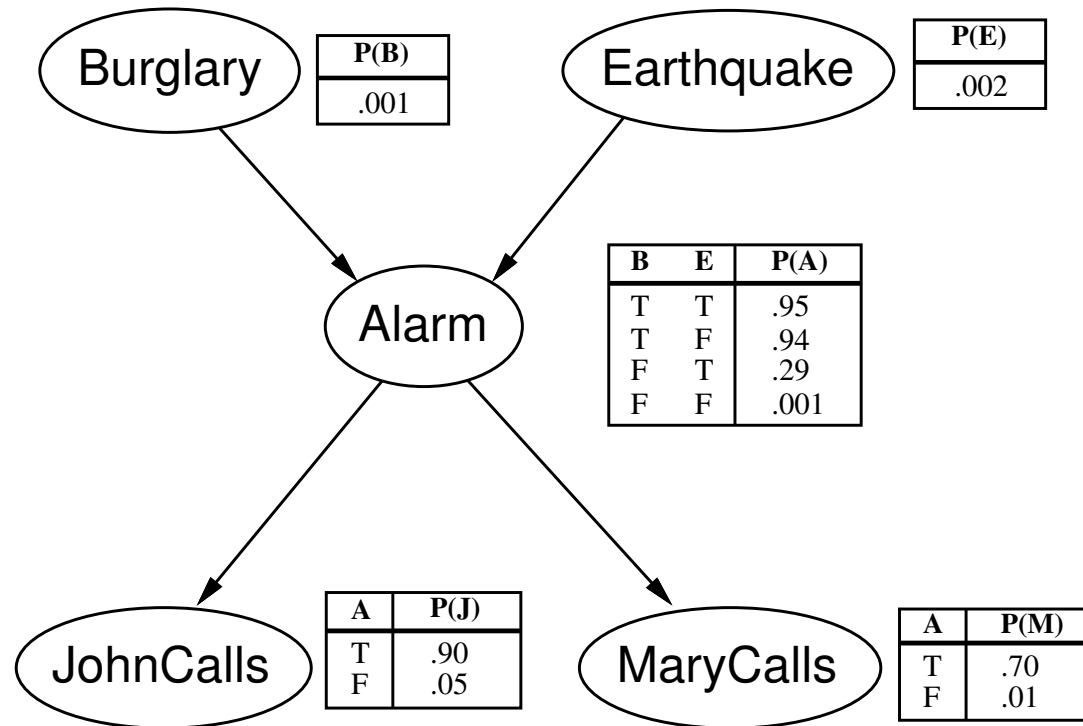 Burglary
P(B)
.001
Earthquake
P(E)
.002
Alarm
B E P(A)
T T .95
T F .94
F T .29
F F .001
JohnCalls
A P(J)
T .90
F .05
MaryCalls
A P(M)
T .70
F .01